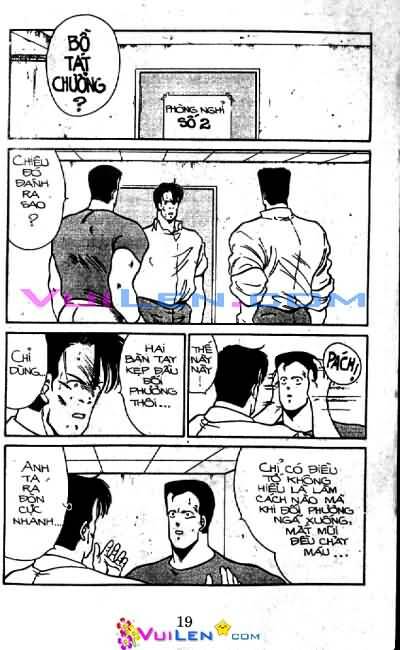 BỒ
TÁT
CHƯỞNG
?
PHÒNG NGHỈ
SỐ 2
CHIÊU
ĐÓ
ĐÁNH
RA
SAO
?
VUILEN.COM
CHỈ
DÙNG...
HAI
BÀN TAY
KẸP ĐẦU
ĐỐI
PHƯƠNG
THÔI...
THẾ
NÀY
NÀY
!
PÁCH!
ANH
TA
RA
ĐÒN
CỰC
NHANH...
CHỈ CÓ ĐIỀU
TỚ KHÔNG
HIỂU LÀ LÀM
CÁCH NÀO MÀ
KHI ĐỐI PHƯƠNG
NGÃ XUỐNG,
MẮT MŨI
ĐỀU CHẢY
MÁU...
19
VUILEN.COM